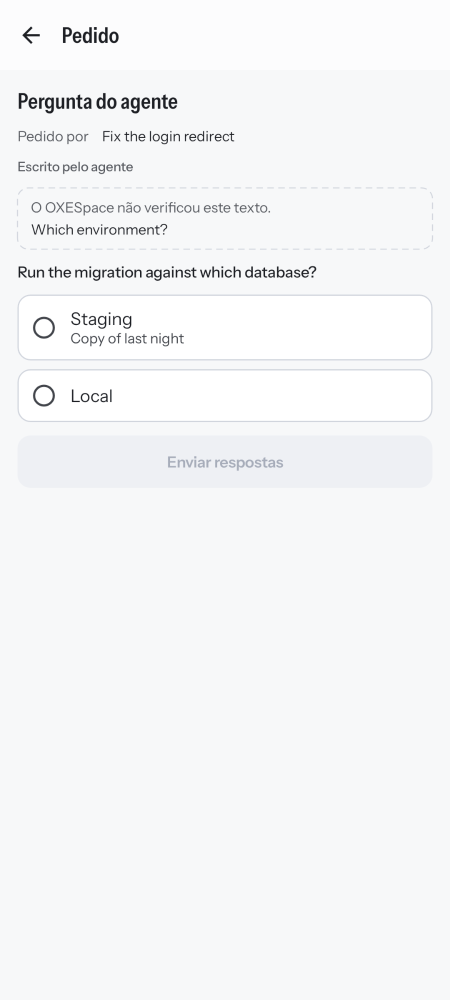 Pedido
Pergunta do agente
Pedido por Fix the login redirect
Escrito pelo agente
O OXESpace não verificou este texto.
Which environment?
Run the migration against which database?
Staging
Copy of last night
Local
Enviar respostas